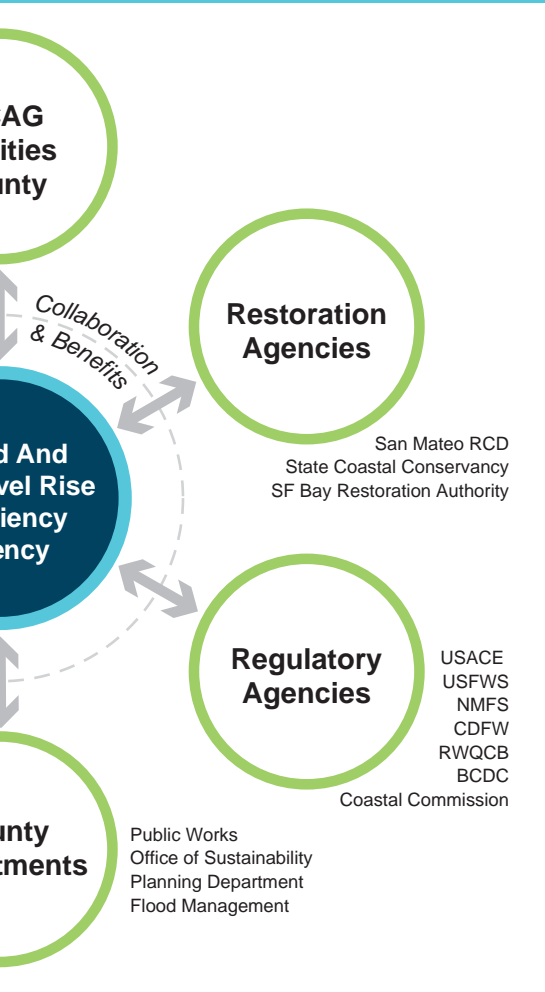 AG
ities
unty
Collaboration
& Benefits
Restoration
Agencies
San Mateo RCD
State Coastal Conservancy
SF Bay Restoration Authority
d And
vel Rise
iency
ency
Regulatory
Agencies
USACE
USFWS
NMFS
CDFW
RWQCB
BCDC
Coastal Commission
unty
tments
Public Works
Office of Sustainability
Planning Department
Flood Management